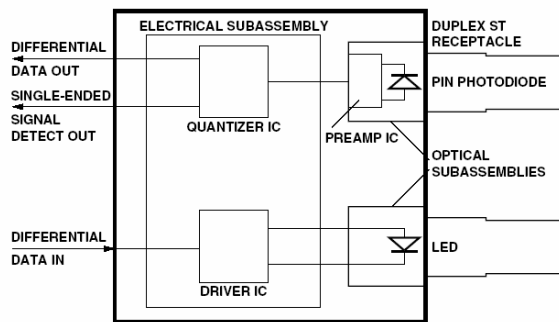 ELECTRICAL SUBASSEMBLY
DUPLEX ST
RECEPTACLE
DIFFERENTIAL
DATA OUT
SINGLE-ENDED
SIGNAL
DETECT OUT
QUANTIZER IC
PREAMP IC
PIN PHOTODIODE
OPTICAL
SUBASSEMBLIES
DIFFERENTIAL
DATA IN
DRIVER IC
LED